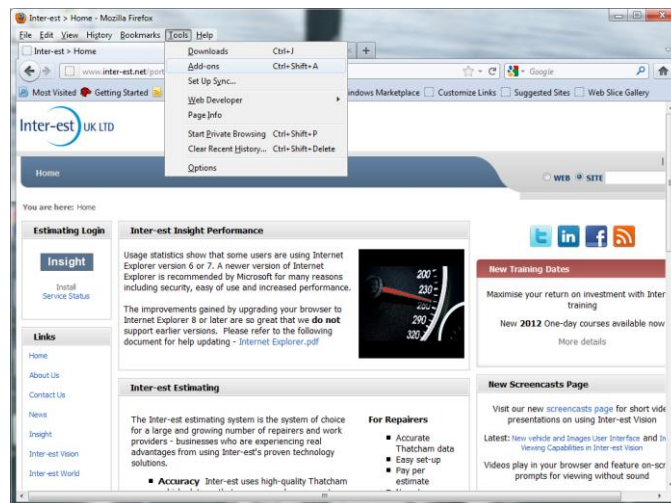 Inter-est > Home - Mozilla Firefox
File Edit View History Bookmarks Tools Help
Inter-est > Home
Downloads Ctrl+J
Add-ons Ctrl+Shift+A
Set Up Sync...
Web Developer
Page Info
Start Private Browsing Ctrl+Shift+P
Clear Recent History... Ctrl+Shift+Delete
Options
www.inter-est.net/port
Google
Most Visited Getting Started
indows Marketplace Customize Links Suggested Sites Web Slice Gallery
Inter-est UK LTD
Home
WEB SITE
You are here: Home
Estimating Login
Insight
Install
Service Status
Links
Home
About Us
Contact Us
News
Insight
Inter-est Vision
Inter-est World
Inter-est Insight Performance
Usage statistics show that some users are using Internet
Explorer version 6 or 7. A newer version of Internet
Explorer is recommended by Microsoft for many reasons
including security, easy of use and increased performance.
The improvements gained by upgrading your browser to
Internet Explorer 8 or later are so great that we do not
support earlier versions. Please refer to the following
document for help updating - Internet Explorer.pdf
200
230
260
290
320
Inter-est Estimating
The Inter-est estimating system is the system of choice
for a large and growing number of repairers and work
providers - businesses who are experiencing real
advantages from using Inter-est's proven technology
solutions.
Accuracy Inter-est uses high-quality Thatcham
For Repairers
Accurate
Thatcham data
Easy set-up
Pay per
estimate
New Training Dates
Maximise your return on investment with Inter
training
New 2012 One-day courses available now
More details
New Screencasts Page
Visit our new screencasts page for short vide
presentations on using Inter-est Vision
Latest: New vehicle and Images User Interface and In
Viewing Capabilities in Inter-est Vision
Videos play in your browser and feature on-scr
prompts for viewing without sound